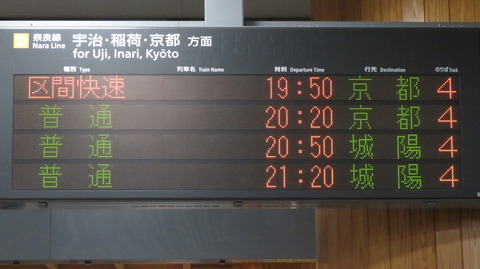 奈良線 宇治・稲荷・京都 方面
Nara Line for Uji, Inari, Kyōto
種別 Type 列車名 Train Name 時刻 Departure Time 行先 Destination のりば Track
区間快速 19:50 京都 4
普通 20:20 京都 4
普通 20:50 城陽 4
普通 21:20 城陽 4